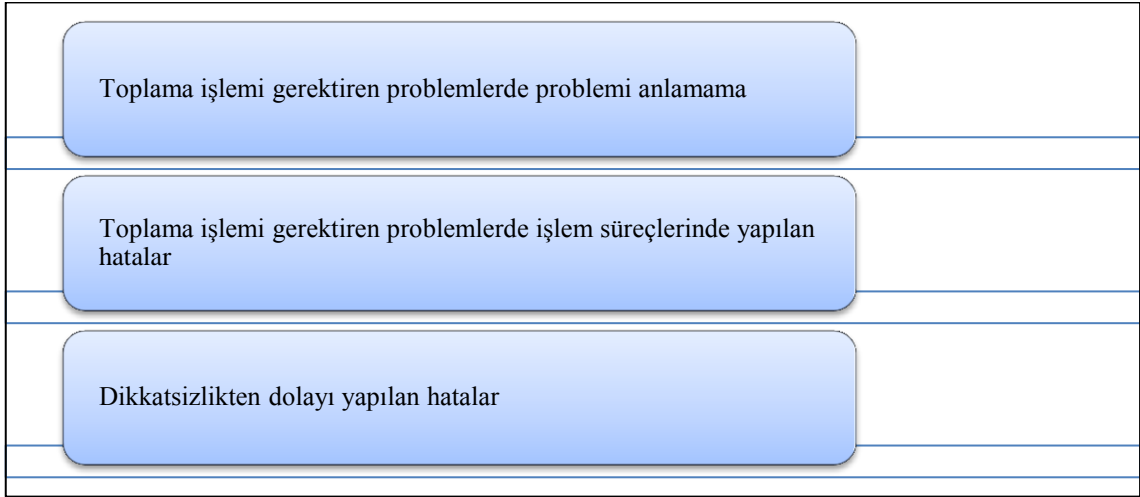 Toplama işlemi gerektiren problemlerde problemi anlamama
Toplama işlemi gerektiren problemlerde işlem süreçlerinde yapılan
hatalar
Dikkatsizlikten dolayı yapılan hatalar